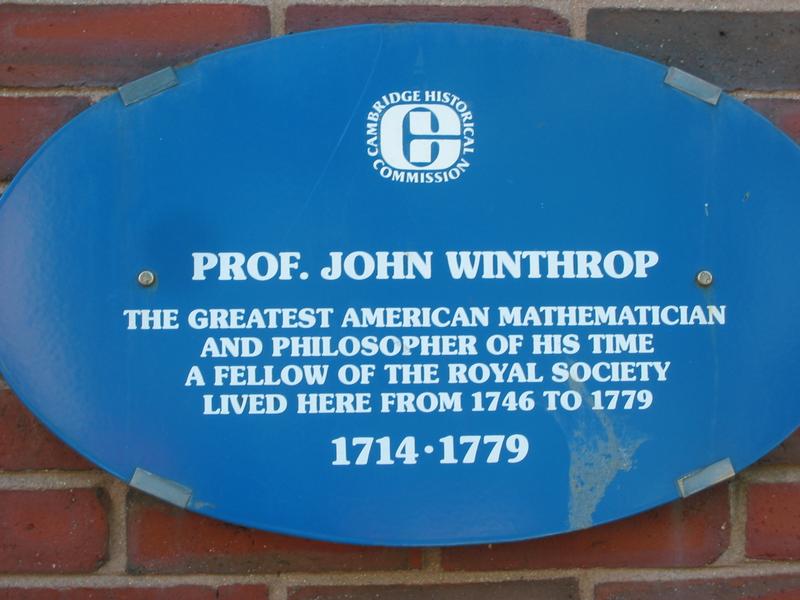 CAMBRIDGE HISTORICAL
COMMISSION
PROF. JOHN WINTHROP
THE GREATEST AMERICAN MATHEMATICIAN
AND PHILOSOPHER OF HIS TIME
A FELLOW OF THE ROYAL SOCIETY
LIVED HERE FROM 1746 TO 1779
1714·1779